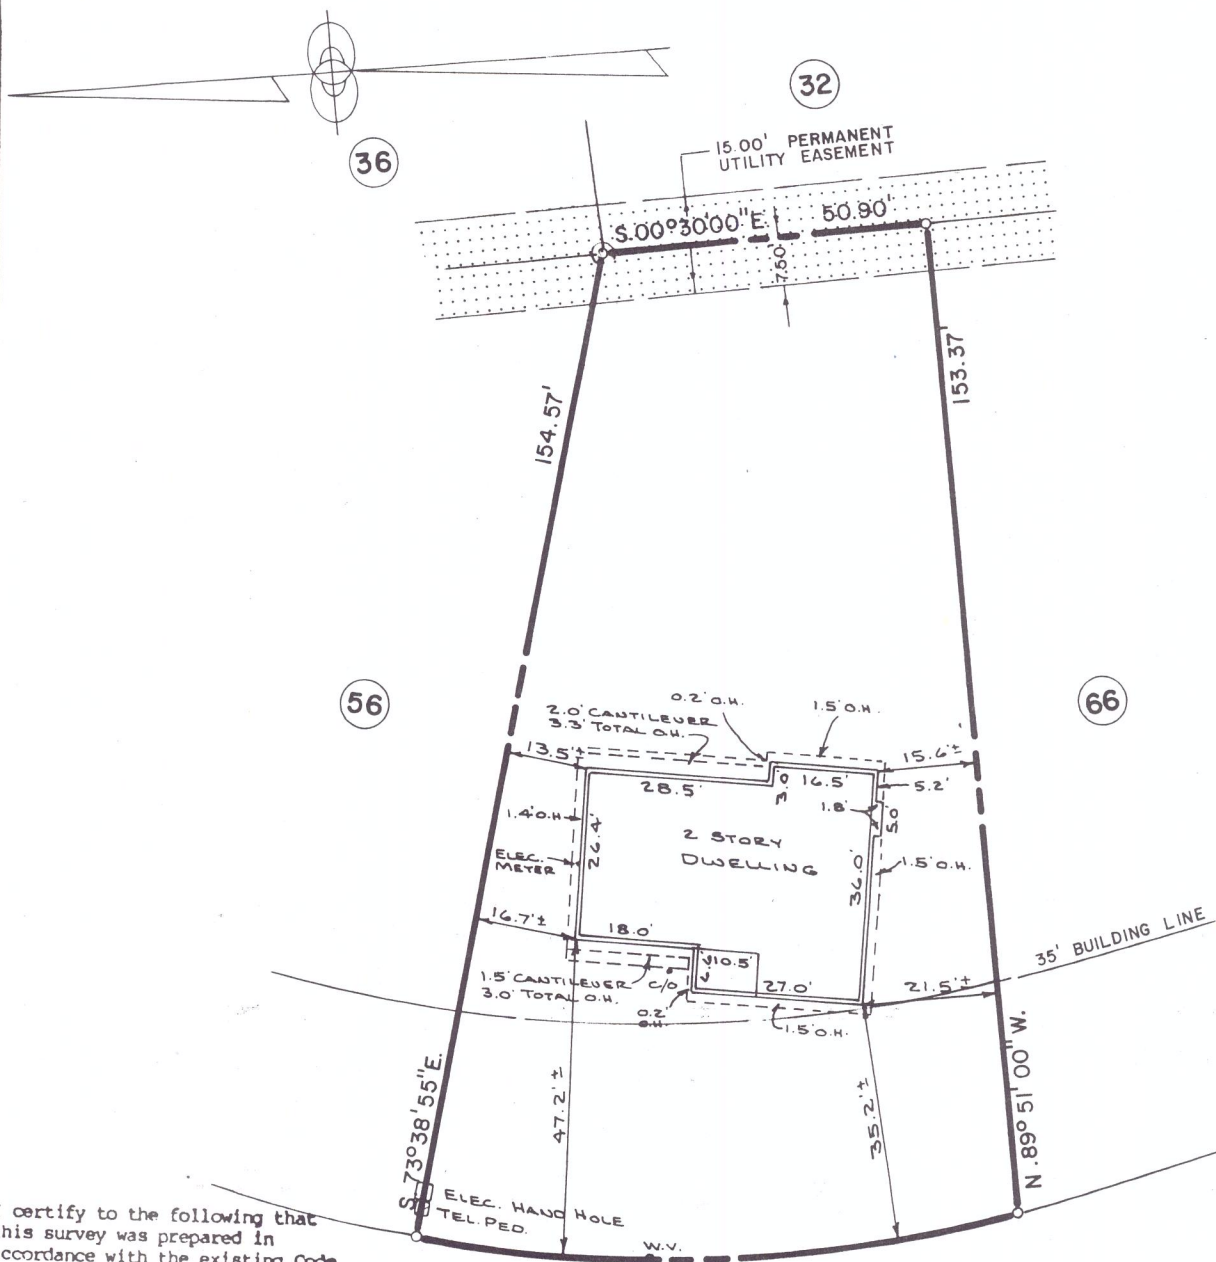 32
36
15.00' PERMANENT
UTILITY EASEMENT
S.00°30'00"E.
50.90'
7.50
154.57'
153.37'
56
66
0.2' O.H.
1.5' O.H.
2.0' CANTILEVER
3.3' TOTAL O.H.
13.5'±
15.6'±
28.5'
3.0
16.5'
5.2'
1.8'
5.0
1.4' O.H.
26.4'
2 STORY
DWELLING
ELEC.
METER
36.0'
1.5' O.H.
16.7'±
18.0'
10.5'
35' BUILDING LINE
1.5' CANTILEVER
3.0' TOTAL O.H.
C/O
27.0'
21.5'±
0.2'
O.H.
1.5' O.H.
47.2'±
35.2'±
S. 73°38'55"E.
N.89°51'00"W.
ELEC. HAND HOLE
TEL. PED.
W.V.
certify to the following that
his survey was prepared in
ccordance with the existing Code